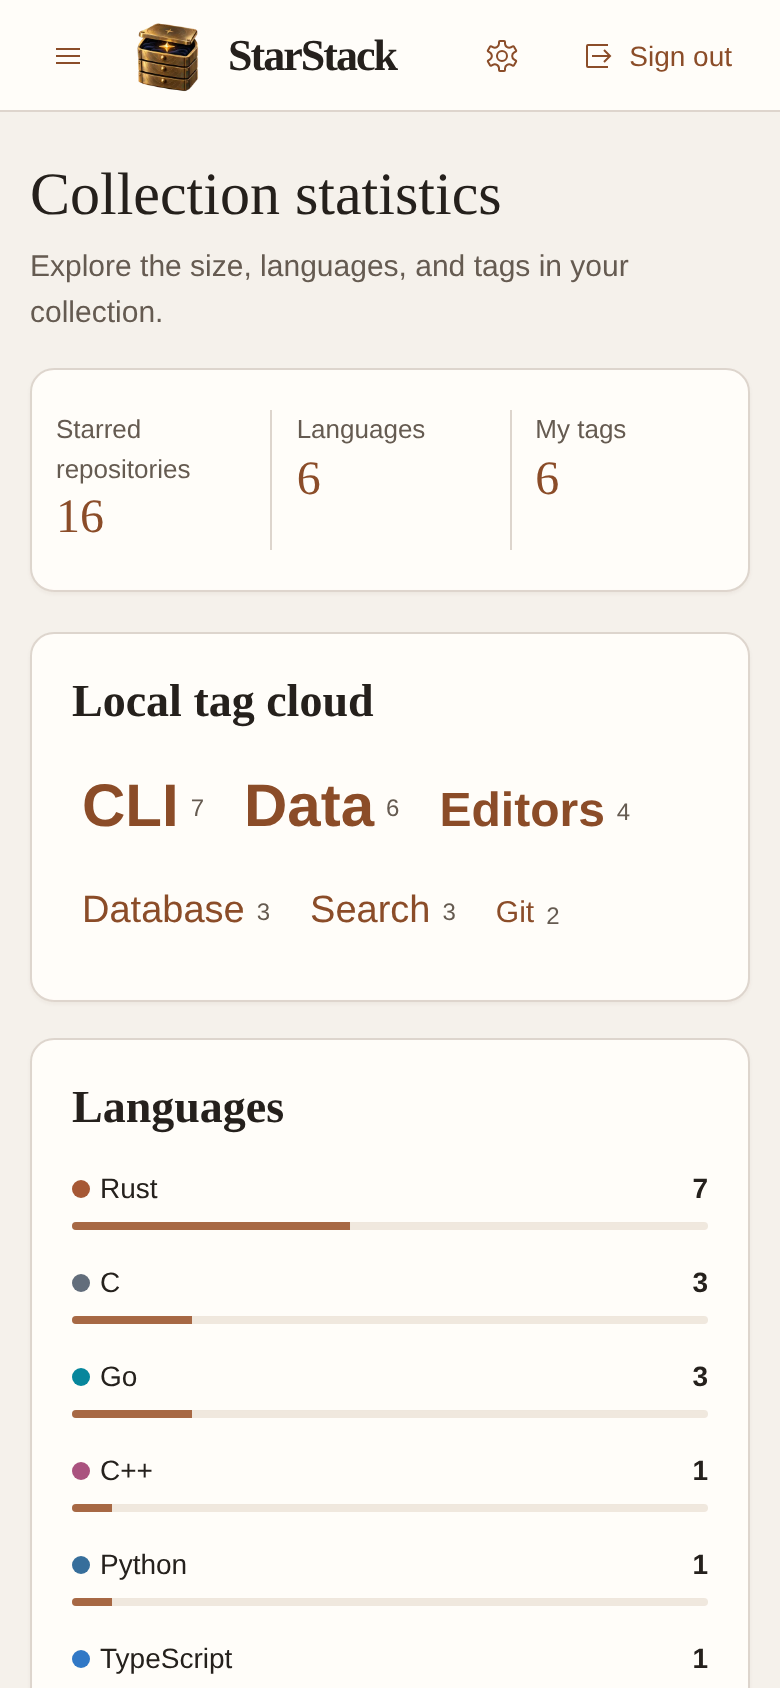 StarStack
Sign out
Collection statistics
Explore the size, languages, and tags in your
collection.
Starred
repositories
16
Languages
6
My tags
6
Local tag cloud
CLI 7 Data 6 Editors 4
Database 3 Search 3 Git 2
Languages
Rust 7
C 3
Go 3
C++ 1
Python 1
TypeScript 1